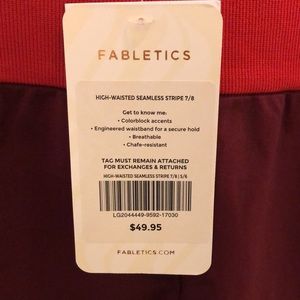 FABLETICS
HIGH-WAISTED SEAMLESS STRIPE 7/8
Get to know me:
• Colorblock accents
• Engineered waistband for a secure hold
• Breathable
• Chafe-resistant
TAG MUST REMAIN ATTACHED
FOR EXCHANGES & RETURNS
HIGH-WAISTED SEAMLESS STRIPE 7/8 | S/6
LG2044449-9592-17030
$49.95
FABLETICS.COM